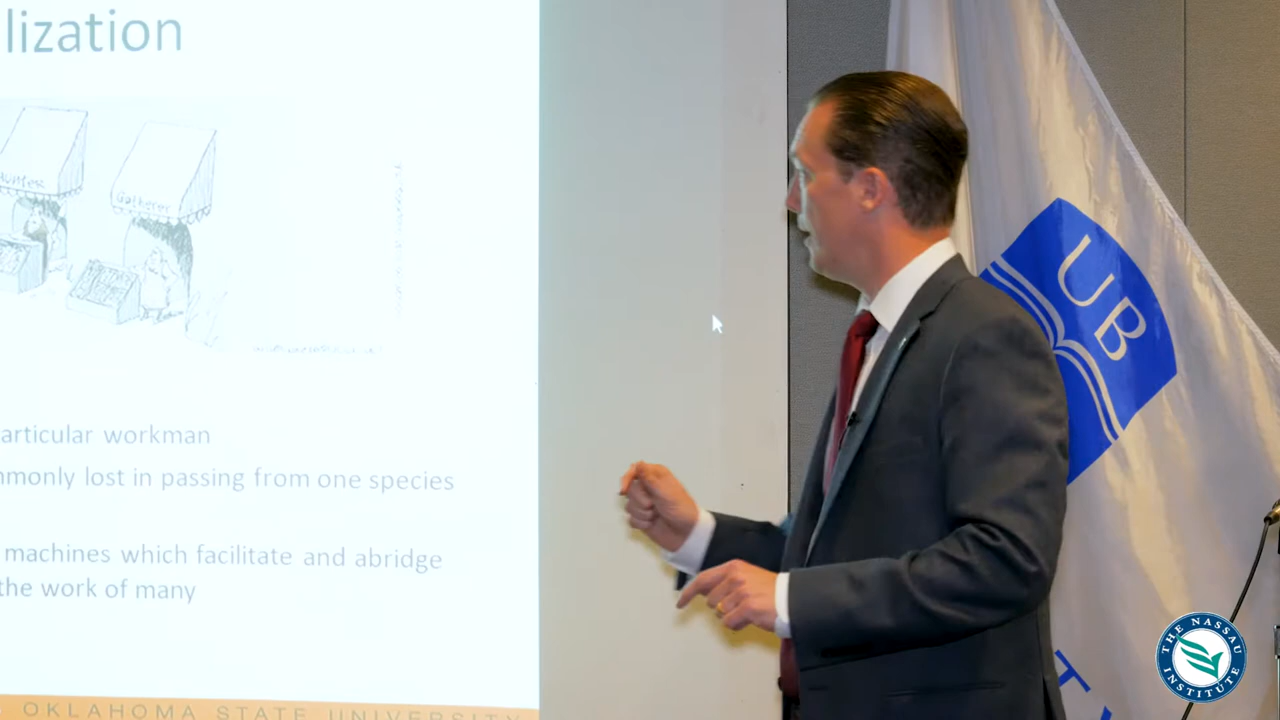 lization
Hunter
Gatherer
articular workman
mmonly lost in passing from one species
machines which facilitate and abridge
the work of many
OKLAHOMA STATE UNIVERSITY
UB
THE NASSAU
INSTITUTE